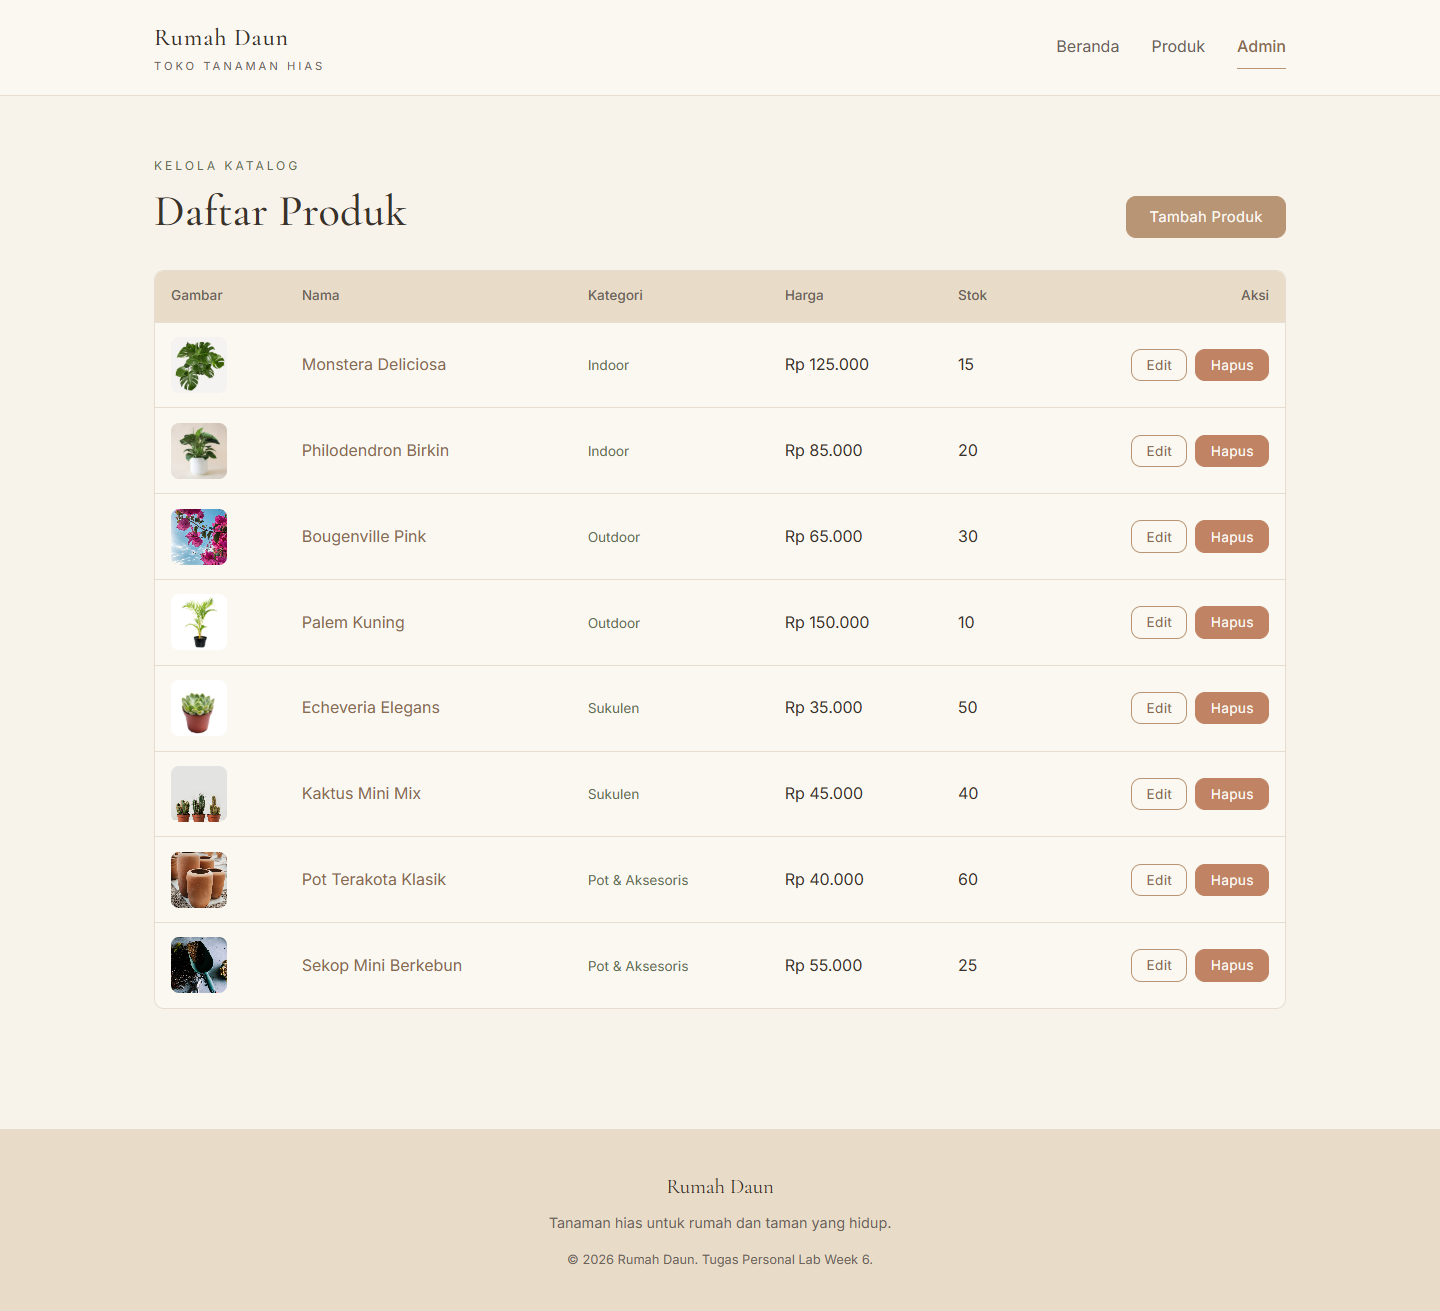 Rumah Daun
TOKO TANAMAN HIAS
Beranda Produk Admin
KELOLA KATALOG
Daftar Produk
Tambah Produk
Gambar Nama Kategori Harga Stok Aksi
Monstera Deliciosa Indoor Rp 125.000 15 Edit Hapus
Philodendron Birkin Indoor Rp 85.000 20 Edit Hapus
Bougenville Pink Outdoor Rp 65.000 30 Edit Hapus
Palem Kuning Outdoor Rp 150.000 10 Edit Hapus
Echeveria Elegans Sukulen Rp 35.000 50 Edit Hapus
Kaktus Mini Mix Sukulen Rp 45.000 40 Edit Hapus
Pot Terakota Klasik Pot & Aksesoris Rp 40.000 60 Edit Hapus
Sekop Mini Berkebun Pot & Aksesoris Rp 55.000 25 Edit Hapus
Rumah Daun
Tanaman hias untuk rumah dan taman yang hidup.
© 2026 Rumah Daun. Tugas Personal Lab Week 6.